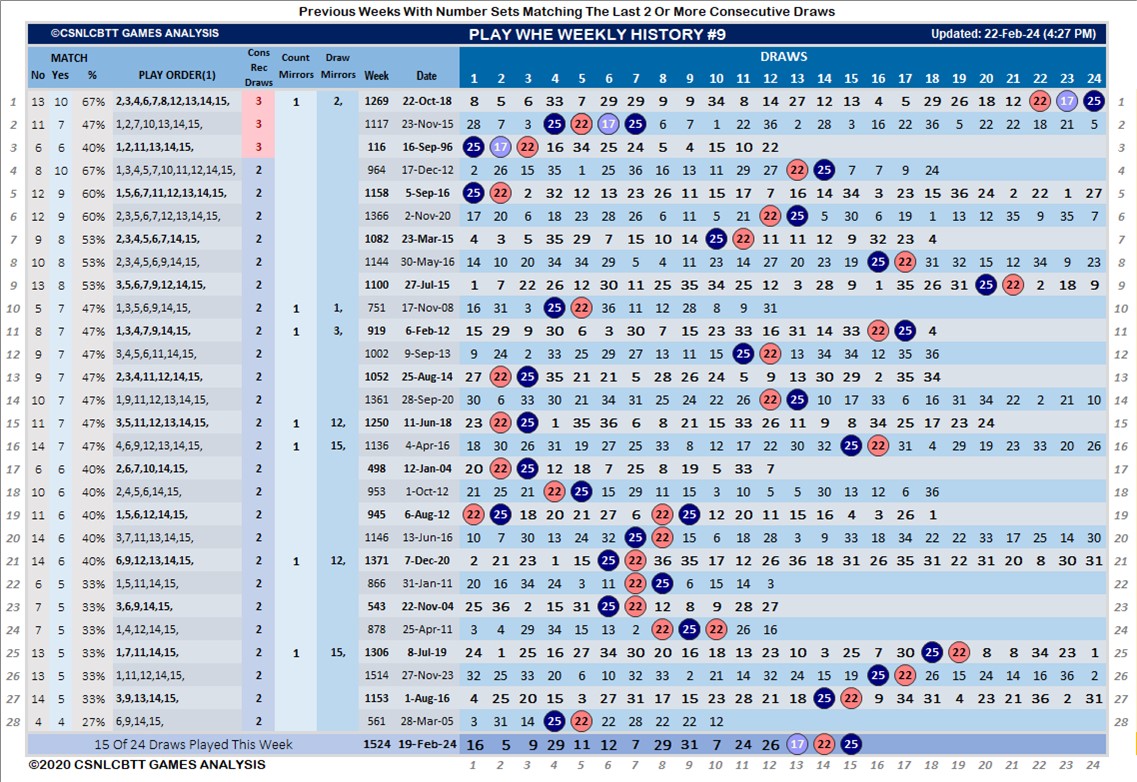 Previous Weeks With Number Sets Matching The Last 2 Or More Consecutive Draws
©CSNLCBTT GAMES ANALYSIS PLAY WHE WEEKLY HISTORY #9 Updated: 22-Feb-24 (4:27 PM)
MATCH Cons Rec Draws Count Mirrors Draw Mirrors DRAWS
No Yes % PLAY ORDER(1) Week Date 1 2 3 4 5 6 7 8 9 10 11 12 13 14 15 16 17 18 19 20 21 22 23 24
1 13 10 67% 2,3,4,6,7,8,12,13,14,15, 3 1 2, 1269 22-Oct-18 8 5 6 33 7 29 29 9 9 34 8 14 27 12 13 4 5 29 26 18 12 22 17 25 1
2 11 7 47% 1,2,7,10,13,14,15, 3 1117 23-Nov-15 28 7 3 25 22 17 25 6 7 1 22 36 2 28 3 16 22 36 5 22 22 18 21 5 2
3 6 6 40% 1,2,11,13,14,15, 3 116 16-Sep-96 25 17 22 16 34 25 24 5 4 15 10 22 3
4 8 10 67% 1,3,4,5,7,10,11,12,14,15, 2 964 17-Dec-12 2 26 15 35 1 25 36 16 13 11 29 27 22 25 7 7 9 24 4
5 12 9 60% 1,5,6,7,11,12,13,14,15, 2 1158 5-Sep-16 25 22 2 32 12 13 23 26 11 15 5 17 7 16 14 34 3 5 15 36 24 2 22 1 27 5
6 12 9 60% 2,3,5,6,7,12,13,14,15, 2 1366 2-Nov-20 17 20 6 18 23 28 26 6 11 5 21 22 25 5 30 6 19 1 13 12 35 9 35 7 6
7 9 8 53% 2,3,4,5,6,7,14,15, 2 1082 23-Mar-15 4 3 5 35 29 7 15 10 14 25 22 11 11 12 9 32 23 4 7
8 10 8 53% 2,3,4,5,6,9,14,15, 2 1144 30-May-16 14 10 20 34 34 29 5 4 11 23 14 27 20 23 19 25 22 31 32 15 12 34 9 23 8
9 13 8 53% 3,5,6,7,9,12,14,15, 2 1100 27-Jul-15 1 7 22 26 12 30 11 25 35 34 25 12 3 28 9 1 35 26 31 25 22 2 18 9 9
10 5 7 47% 1,3,5,6,9,14,15, 2 1 1, 751 17-Nov-08 16 31 3 25 22 36 11 12 28 8 9 31 10
11 8 7 47% 1,3,4,7,9,14,15, 2 1 3, 919 6-Feb-12 15 29 9 30 6 3 30 7 15 23 33 16 31 14 33 22 25 4 11
12 9 7 47% 3,4,5,6,11,14,15, 2 1002 9-Sep-13 9 24 2 33 25 29 27 13 11 15 25 22 13 34 34 12 35 36 12
13 9 7 47% 2,3,4,11,12,14,15, 2 1052 25-Aug-14 27 22 25 35 21 21 5 28 26 24 5 9 13 30 29 2 35 34 13
14 10 7 47% 1,9,11,12,13,14,15, 2 1361 28-Sep-20 30 6 33 30 21 34 31 25 24 24 12 22 25 10 17 33 6 16 31 34 22 2 21 10 14
15 11 7 47% 3,5,11,12,13,14,15, 2 1 12, 1250 11-Jun-18 23 22 25 1 35 36 6 8 21 15 33 26 11 9 8 34 25 17 23 24 15
16 11 7 47% 4,6,9,12,13,14,15, 2 1 15, 1136 4-Apr-16 18 30 26 31 19 27 25 33 8 12 17 22 30 32 25 22 31 4 29 19 23 33 20 26 16
17 6 6 40% 2,6,7,10,14,15, 2 498 12-Jan-04 20 22 25 12 18 7 25 8 19 5 33 7 17
18 10 6 40% 2,4,5,6,14,15, 2 953 1-Oct-12 21 25 21 22 25 15 29 11 15 3 10 5 5 30 13 12 6 36 18
19 11 6 40% 1,5,6,12,14,15, 2 945 6-Aug-12 22 25 18 20 21 27 6 22 25 12 20 11 15 16 4 3 26 1 19
20 14 6 40% 3,7,11,13,14,15, 2 1146 13-Jun-16 10 7 30 13 24 32 25 22 15 6 18 28 3 9 33 18 34 22 22 33 17 25 14 30 20
21 14 6 40% 6,9,12,13,14,15, 2 1 12, 1371 7-Dec-20 2 21 23 1 15 25 22 36 35 17 12 26 36 18 31 26 35 31 22 31 20 8 30 31 21
22 6 5 33% 1,5,11,14,15, 2 866 31-Jan-11 20 16 34 24 3 11 22 25 6 15 14 3 22
23 7 5 33% 3,6,9,14,15, 2 543 22-Nov-04 25 36 2 15 31 25 22 12 8 9 28 27 23
24 7 5 33% 1,4,12,14,15, 2 878 25-Apr-11 3 4 29 34 15 13 2 22 25 22 26 16 24
25 13 5 33% 1,7,11,14,15, 2 1 15, 1306 8-Jul-19 24 1 25 16 27 34 30 20 16 18 13 23 10 3 25 7 30 25 22 8 8 34 23 1 25
26 13 5 33% 1,11,12,14,15, 2 1514 27-Nov-23 32 25 33 20 6 10 32 33 2 21 14 32 24 15 19 25 22 26 15 24 14 16 36 2 26
27 14 5 33% 3,9,13,14,15, 2 1153 1-Aug-16 4 25 20 15 3 27 31 17 15 23 28 21 18 25 22 9 34 31 4 23 21 36 2 31 27
28 4 4 27% 6,9,14,15, 2 561 28-Mar-05 3 31 14 25 22 22 28 22 22 12 28
15 Of 24 Draws Played This Week 1524 19-Feb-24 16 5 9 29 11 12 7 29 31 7 24 26 17 22 25
©2020 CSNLCBTT GAMES ANALYSIS 1 2 3 4 5 6 7 8 9 10 11 12 13 14 15 16 17 18 19 20 21 22 23 24